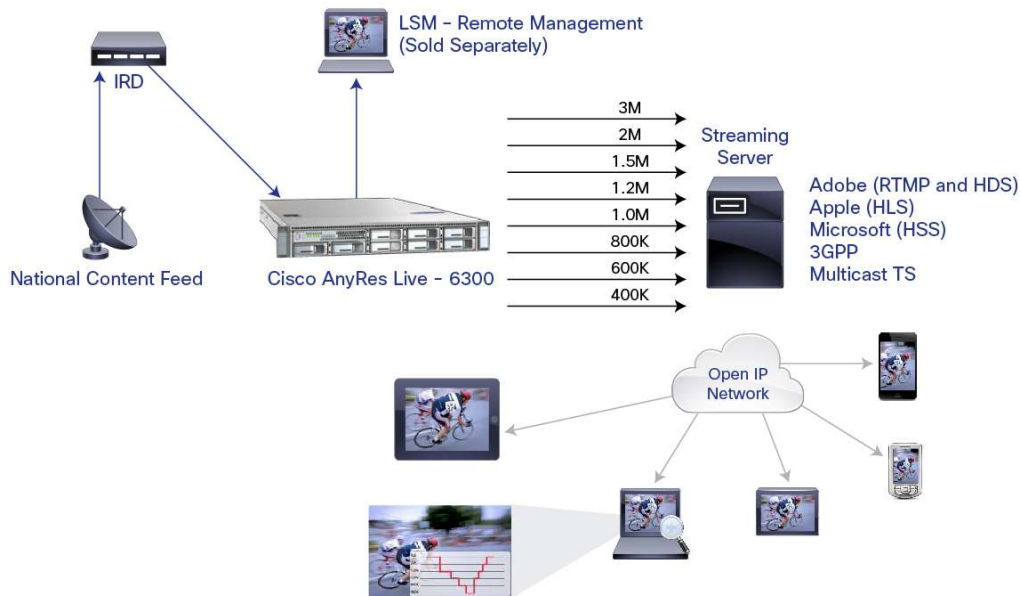 LSM – Remote Management
(Sold Separately)
IRD
National Content Feed
Cisco AnyRes Live – 6300
3M
2M
1.5M
1.2M
1.0M
800K
600K
400K
Streaming
Server
Adobe (RTMP and HDS)
Apple (HLS)
Microsoft (HSS)
3GPP
Multicast TS
Open IP
Network